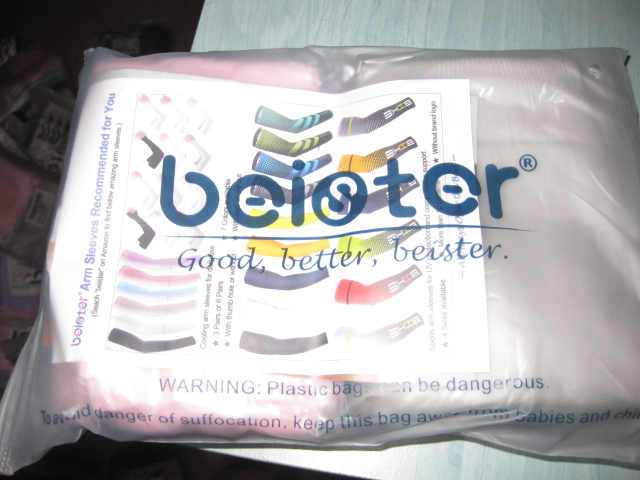 beister®
Good, better, beister.
WARNING: Plastic bags can be dangerous.
To avoid danger of suffocation, keep this bag away from babies and
beister® Arm Sleeves Recommended for You
(Seach "beister" on Amazon to find below amazing arm sleeves)
Cooling arm sleeves for
★ 3 Pairs or 6 Pairs
★ With thumb hole or without
Sports arm sleeves for UV support
★ 4 Sizes available
★ Without brand logo